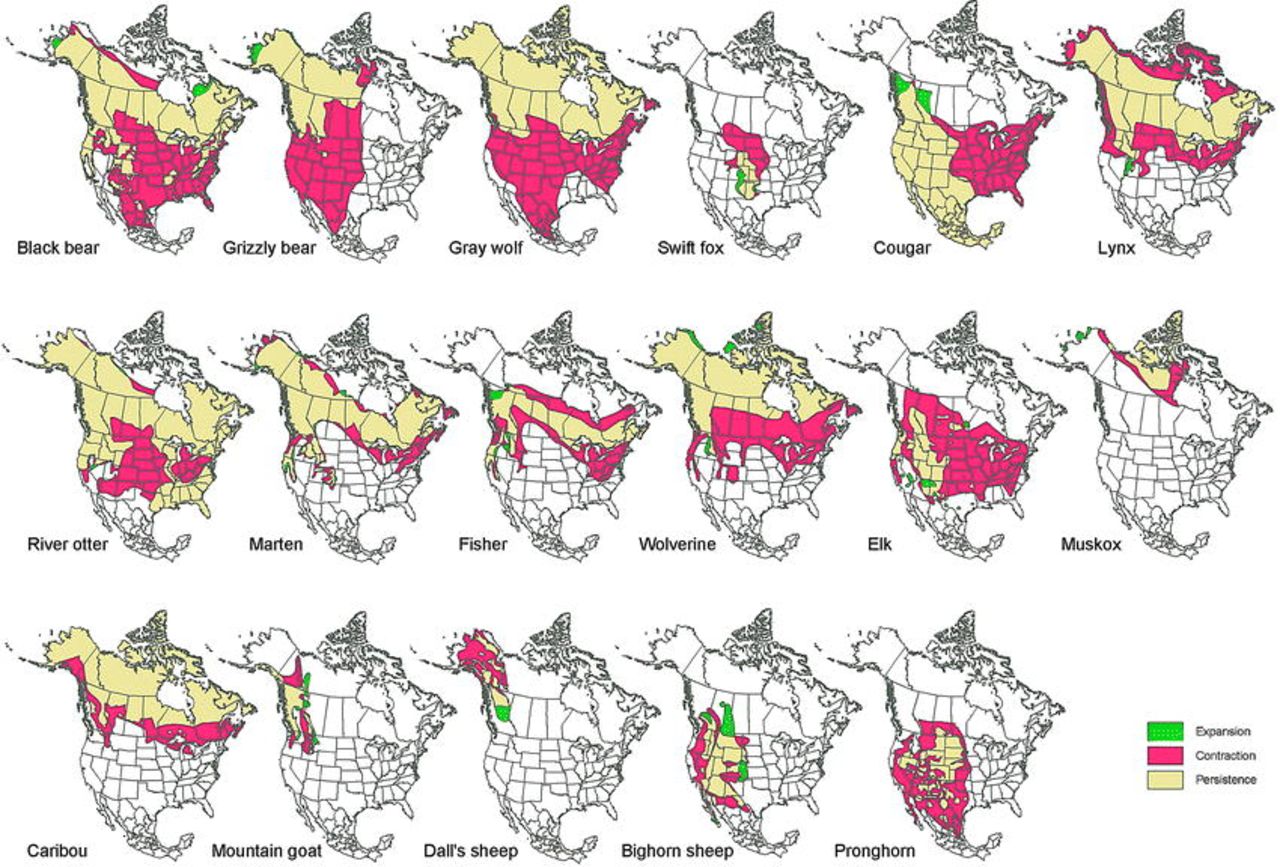 Black bear
Grizzly bear
Gray wolf
Swift fox
Cougar
Lynx
River otter
Marten
Fisher
Wolverine
Elk
Muskox
Expansion
Contraction
Persistence
Caribou
Mountain goat
Dall's sheep
Bighorn sheep
Pronghorn